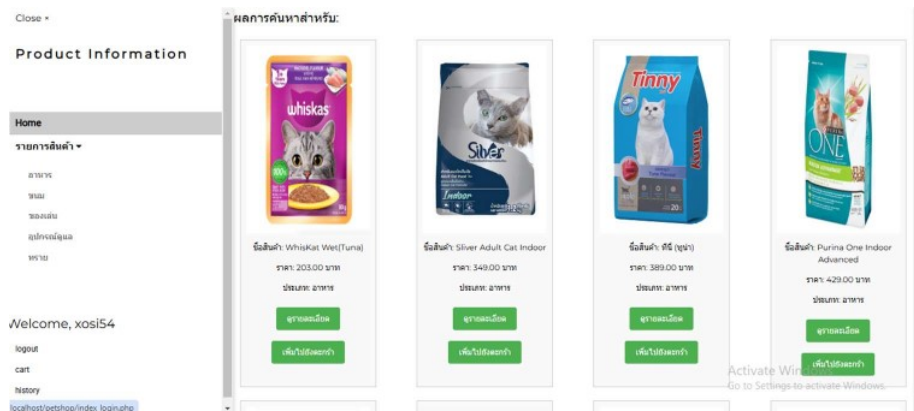 Close ×
Product Information
Home
รายการสินค้า
อาหาร
ขนม
ของเล่น
อุปกรณ์ดูแล
ทราย
Welcome, xosi54
logout
cart
history
localhost/petshop/index_login.php
ผลการค้นหาสำหรับ:
whiskas
100%
ชื่อสินค้า: WhisKat Wet(Tuna)
ราคา: 203.00 บาท
ประเภท: อาหาร
ดูรายละเอียด
เพิ่มไปยังตะกร้า
Indoor
ชื่อสินค้า: Sliver Adult Cat Indoor
ราคา: 349.00 บาท
ประเภท: อาหาร
ดูรายละเอียด
เพิ่มไปยังตะกร้า
Tinny
Tinny
20
ชื่อสินค้า: ทีนี่ (ทูน่า)
ราคา: 389.00 บาท
ประเภท: อาหาร
ดูรายละเอียด
เพิ่มไปยังตะกร้า
ONE
ชื่อสินค้า: Purina One Indoor
Advanced
ราคา: 429.00 บาท
ประเภท: อาหาร
ดูรายละเอียด
เพิ่มไปยังตะกร้า
Activate Windows
Go to Settings to activate Windows.